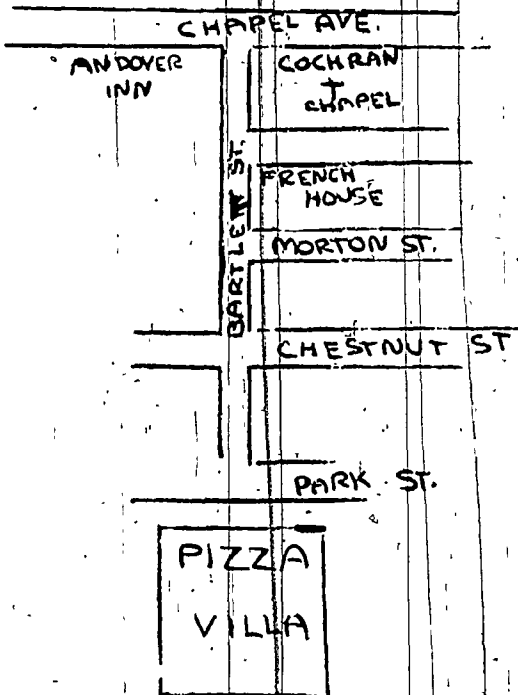 CHAPEL AVE.
ANDOVER
INN
COCHRAN
CHAPEL
BARTLETT ST.
FRENCH
HOUSE
MORTON ST.
CHESTNUT ST
PARK ST.
PIZZA
VILLA